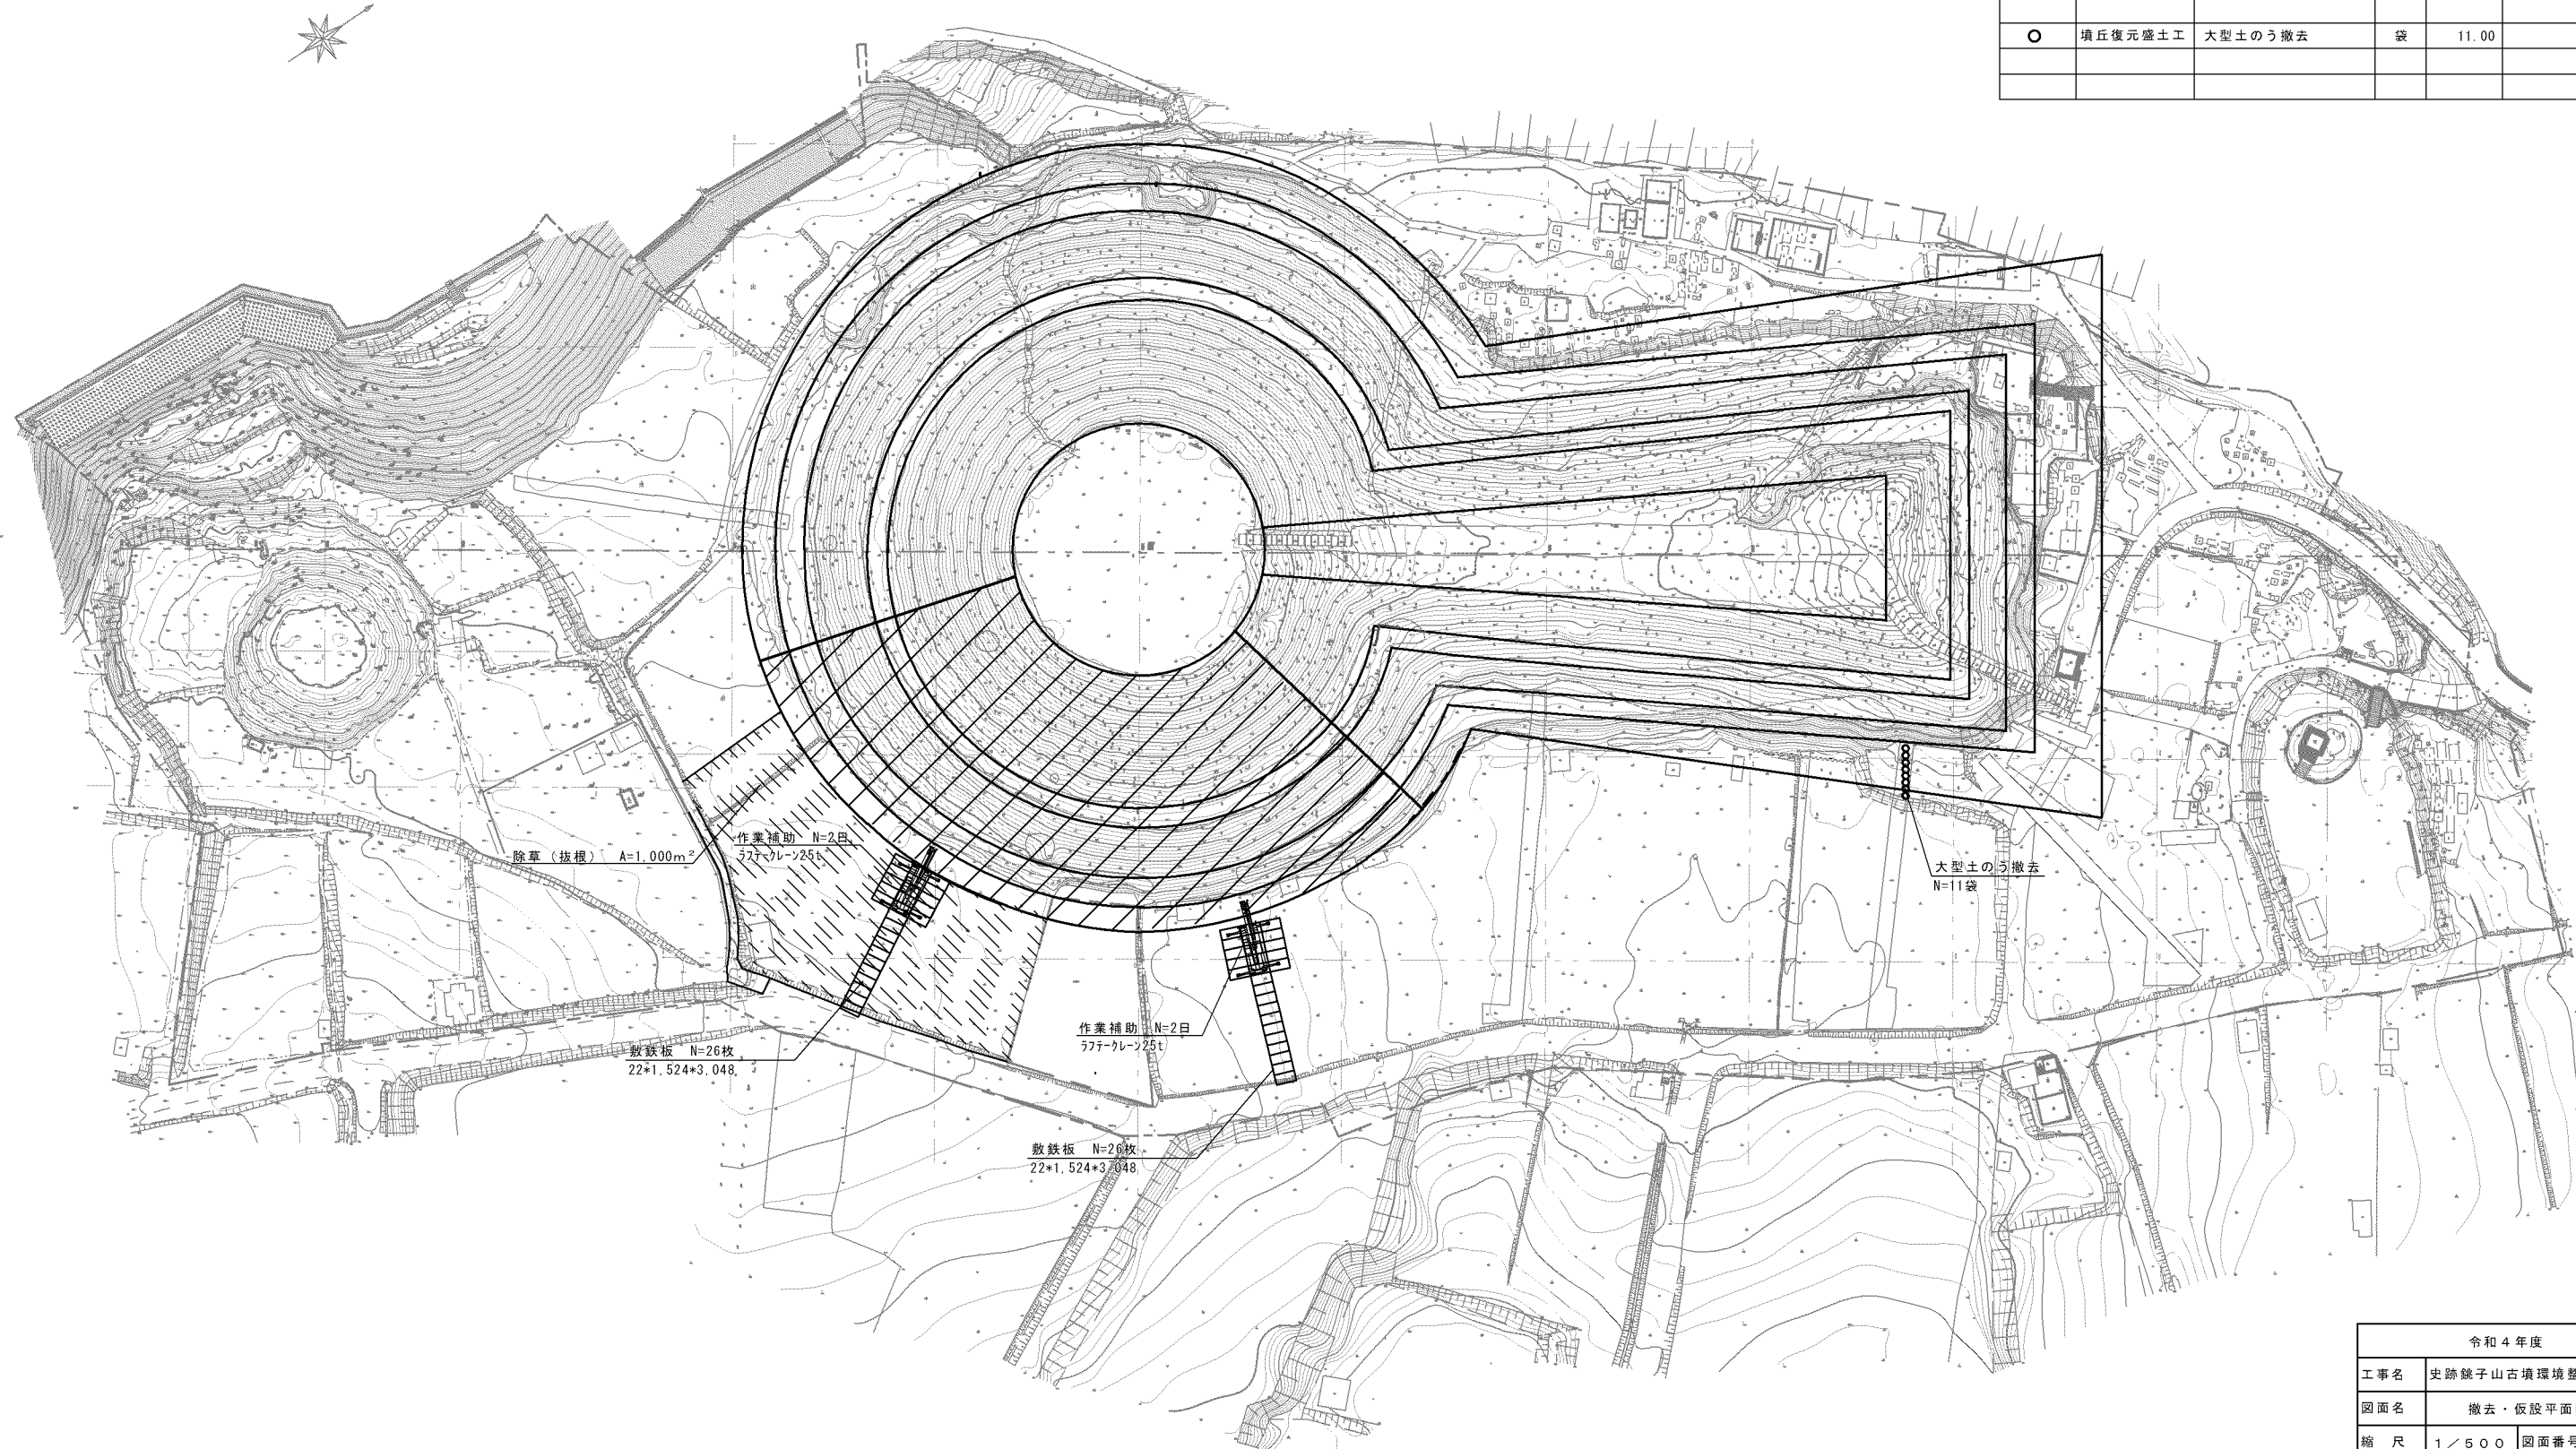 墳丘復元盛土工 大型土のう撤去 袋 11.00
作業補助 N=2日
ラフテークレーン25t
除草(抜根) A=1,000m²
大型土のう撤去
N=11袋
作業補助 N=2日
ラフテークレーン25t
敷鉄板 N=26枚
22*1,524*3,048
敷鉄板 N=26枚
22*1,524*3,048
令和4年度
工事名 史跡銚子山古墳環境整
図面名 撤去・仮設平面
縮尺 1/500 図面番号